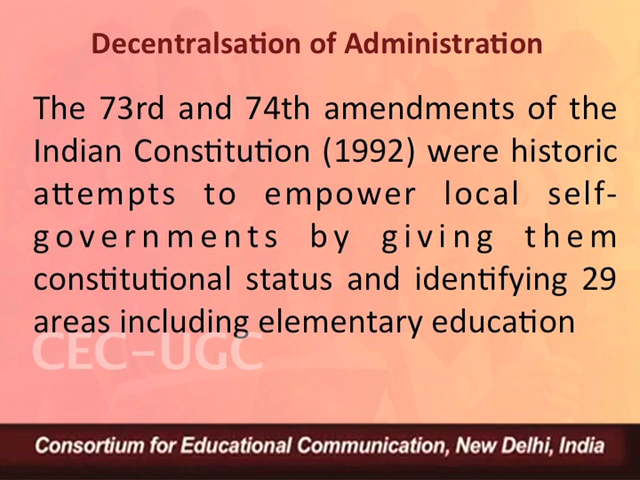 Decentralsation of Administration
The 73rd and 74th amendments of the
Indian Constitution (1992) were historic
attempts to empower local self-
governments by giving them
constitutional status and identifying 29
areas including elementary education
CEC-UGC
Consortium for Educational Communication, New Delhi, India